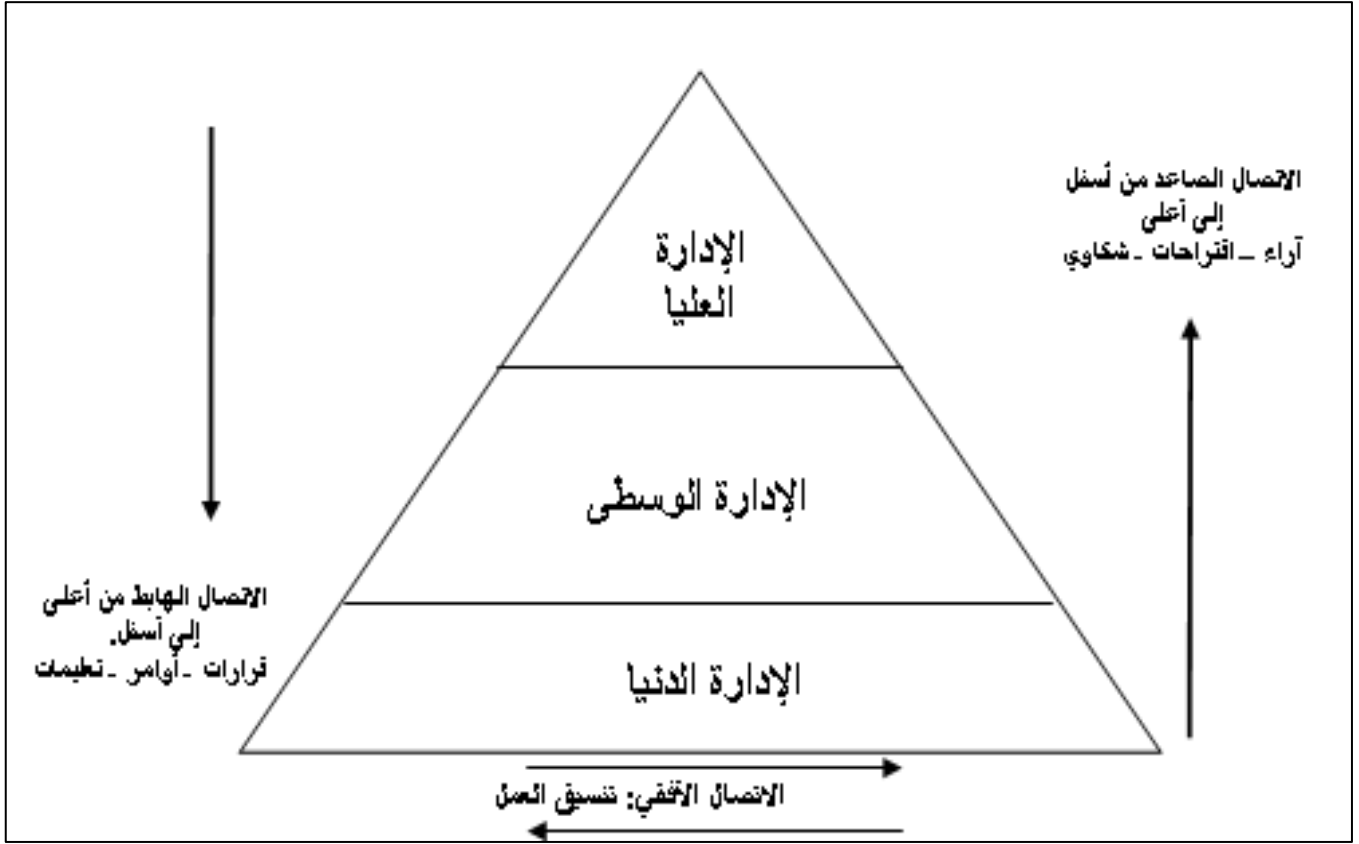 الاتصال الصاعد من أسفل
إلى أعلى
آراء – اقتراحات - شكاوي
الإدارة
العليا
الإدارة الوسطى
الاتصال الهابط من أعلى
إلي أسفل.
قرارات - أوامر - تعليمات
الإدارة الدنيا
الاتصال الأفقي: تنسيق العمل